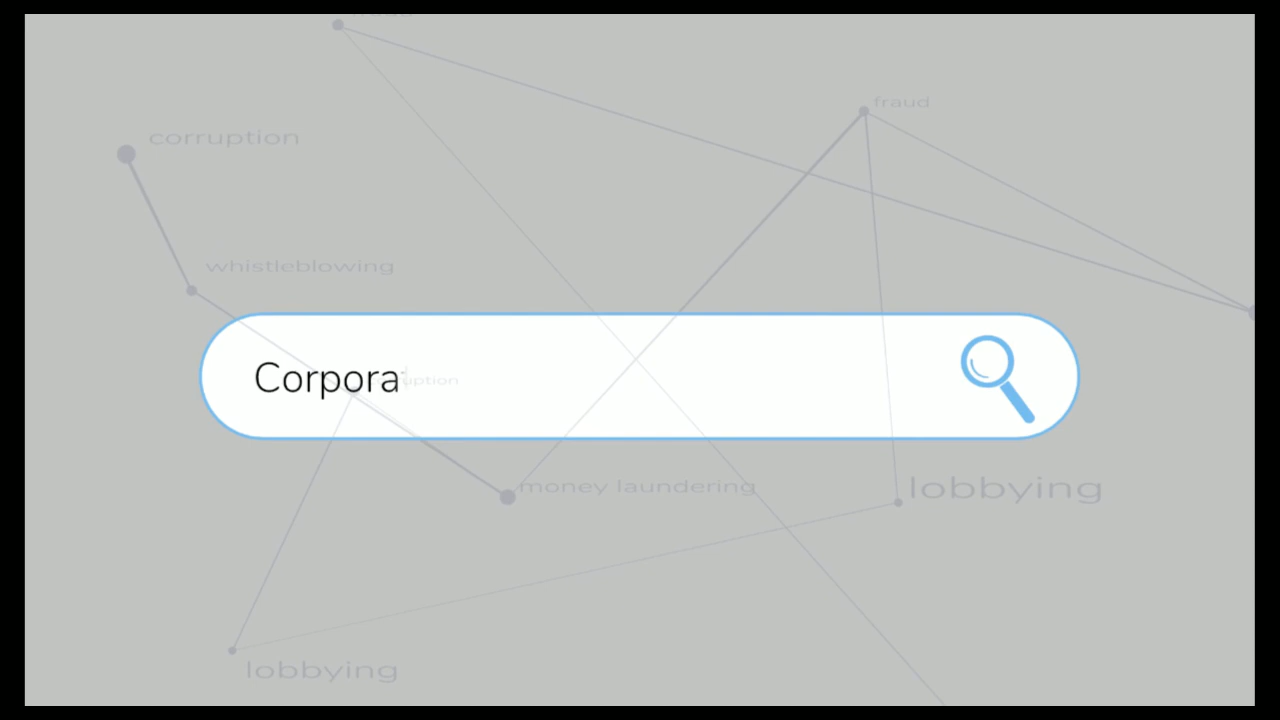 fraud
corruption
whistleblowing
Corpora
money laundering
lobbying
lobbying